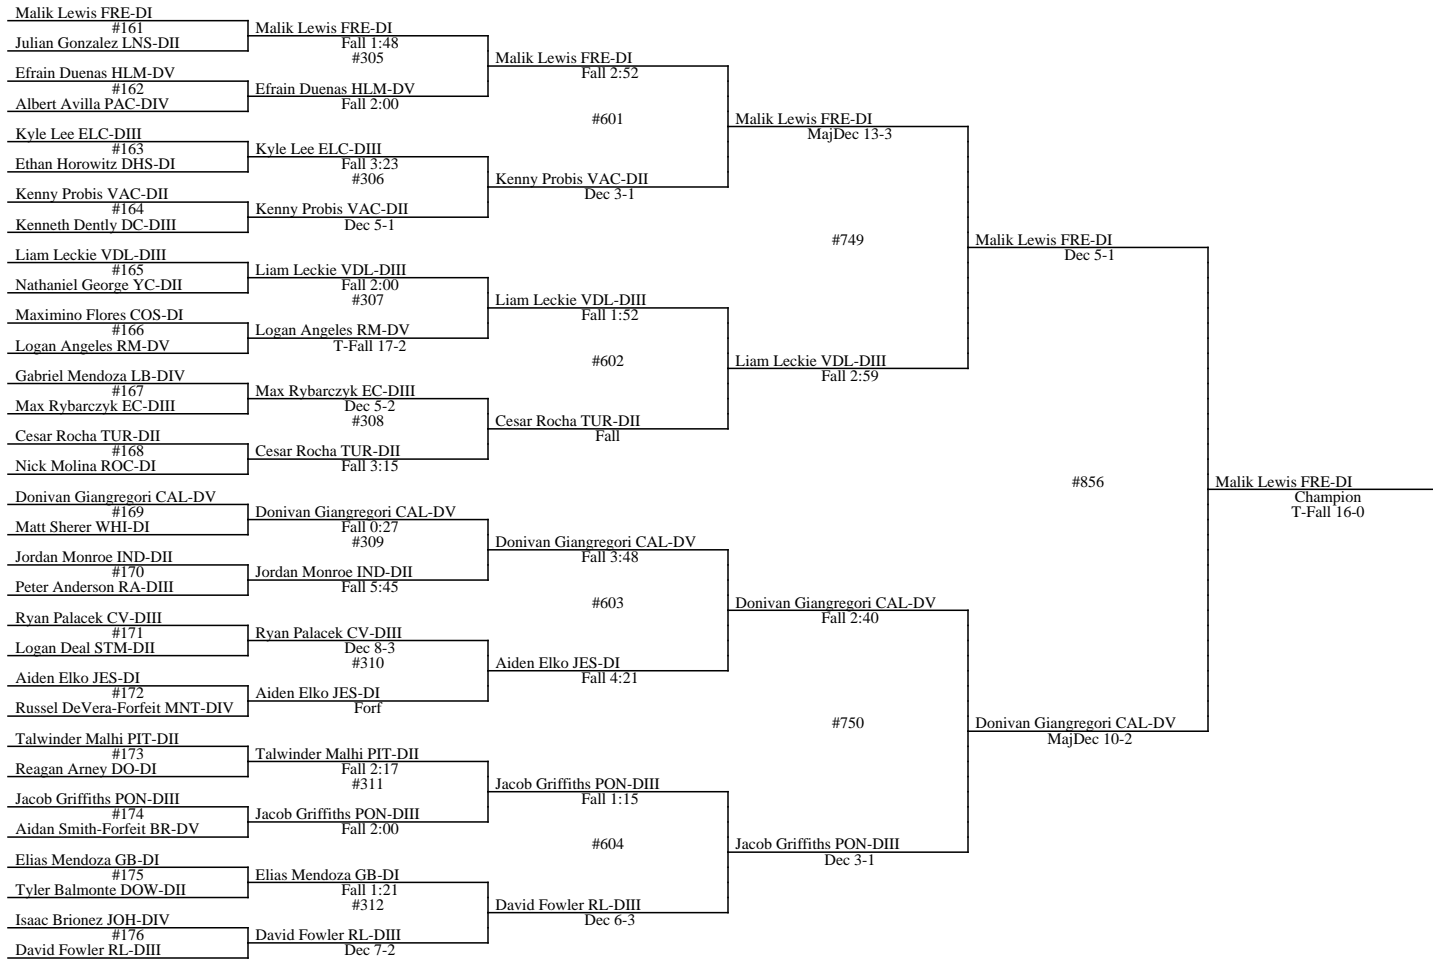 Malik Lewis FRE-DI
#161
Julian Gonzalez LNS-DII
Efrain Duenas HLM-DV
#162
Albert Avilla PAC-DIV
Kyle Lee ELC-DIII
#163
Ethan Horowitz DHS-DI
Kenny Probis VAC-DII
#164
Kenneth Dently DC-DIII
Liam Leckie VDL-DIII
#165
Nathaniel George YC-DII
Maximino Flores COS-DI
#166
Logan Angeles RM-DV
Gabriel Mendoza LB-DIV
#167
Max Rybarczyk EC-DIII
Cesar Rocha TUR-DII
#168
Nick Molina ROC-DI
Donivan Giangregori CAL-DV
#169
Matt Sherer WHI-DI
Jordan Monroe IND-DII
#170
Peter Anderson RA-DIII
Ryan Palacek CV-DIII
#171
Logan Deal STM-DII
Aiden Elko JES-DI
#172
Russel DeVera-Forfeit MNT-DIV
Talwinder Malhi PIT-DII
#173
Reagan Arney DO-DI
Jacob Griffiths PON-DIII
#174
Aidan Smith-Forfeit BR-DV
Elias Mendoza GB-DI
#175
Tyler Balmonte DOW-DII
Isaac Brionez JOH-DIV
#176
David Fowler RL-DIII
Malik Lewis FRE-DI
Fall 1:48
#305
Efrain Duenas HLM-DV
Fall 2:00
Kyle Lee ELC-DIII
Fall 3:23
#306
Kenny Probis VAC-DII
Dec 5-1
Liam Leckie VDL-DIII
Fall 2:00
#307
Logan Angeles RM-DV
T-Fall 17-2
Max Rybarczyk EC-DIII
Dec 5-2
#308
Cesar Rocha TUR-DII
Fall 3:15
Donivan Giangregori CAL-DV
Fall 0:27
#309
Jordan Monroe IND-DII
Fall 5:45
Ryan Palacek CV-DIII
Dec 8-3
#310
Aiden Elko JES-DI
Forf
Talwinder Malhi PIT-DII
Fall 2:17
#311
Jacob Griffiths PON-DIII
Fall 2:00
Elias Mendoza GB-DI
Fall 1:21
#312
David Fowler RL-DIII
Dec 7-2
Malik Lewis FRE-DI
Fall 2:52
#601
Kenny Probis VAC-DII
Dec 3-1
Liam Leckie VDL-DIII
Fall 1:52
#602
Cesar Rocha TUR-DII
Fall
Donivan Giangregori CAL-DV
Fall 3:48
#603
Aiden Elko JES-DI
Fall 4:21
Jacob Griffiths PON-DIII
Fall 1:15
#604
David Fowler RL-DIII
Dec 6-3
Malik Lewis FRE-DI
MajDec 13-3
#749
Liam Leckie VDL-DIII
Fall 2:59
Donivan Giangregori CAL-DV
Fall 2:40
#750
Jacob Griffiths PON-DIII
Dec 3-1
Malik Lewis FRE-DI
Dec 5-1
#856
Donivan Giangregori CAL-DV
MajDec 10-2
Malik Lewis FRE-DI
Champion
T-Fall 16-0